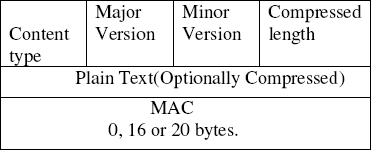 Content type
Major Version
Minor Version
Compressed length
Plain Text(Optionally Compressed)
MAC
0, 16 or 20 bytes.